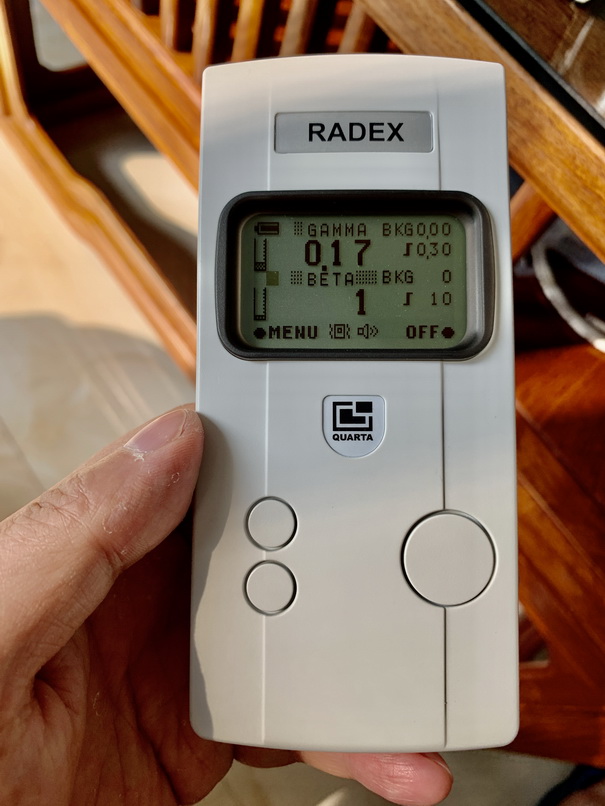 RADEX
GAMMA BKG0,00
0,17 0,30
BETA BKG 0
1 10
MENU OFF
QUARTA